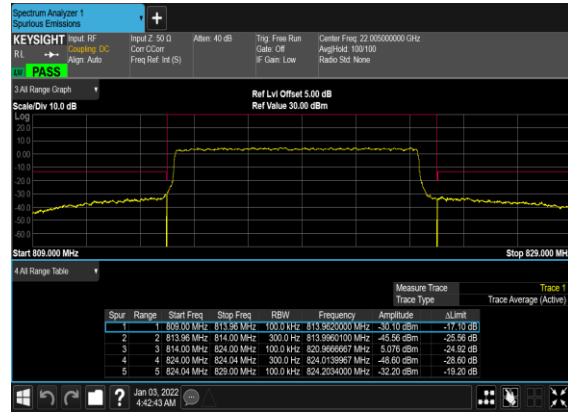 Spectrum Analyzer 1
Spurious Emissions
+
KEYSIGHT Input: RF Input Z: 50 Ω Atten: 40 dB Trig: Free Run Center Freq: 22.005000000 GHz
RL Coupling: DC Corr CCorr Gate: Off Avg|Hold: 100/100
Align: Auto Freq Ref: Int (S) IF Gain: Low Radio Std: None
LW PASS
3 All Range Graph Ref Lvl Offset 5.00 dB
Scale/Div 10.0 dB Ref Value 30.00 dBm
Log
20.0
10.0
0.00
-10.0
-20.0
-30.0
-40.0
-50.0
-60.0
Start 809.000 MHz Stop 829.000 MH
4 All Range Table
Measure Trace Trace 1
Trace Type Trace Average (Active)
Spur Range Start Freq Stop Freq RBW Frequency Amplitude ΔLimit
1 1 809.00 MHz 813.96 MHz 100.0 kHz 813.9620000 MHz -30.10 dBm -17.10 dB
2 2 813.96 MHz 814.00 MHz 300.0 Hz 813.9960100 MHz -45.56 dBm -25.56 dB
3 3 814.00 MHz 824.00 MHz 100.0 kHz 820.9666667 MHz 5.076 dBm -24.92 dB
4 4 824.00 MHz 824.04 MHz 300.0 Hz 824.0139967 MHz -48.60 dBm -28.60 dB
5 5 824.04 MHz 829.00 MHz 100.0 kHz 824.2034000 MHz -32.20 dBm -19.20 dB
? Jan 03, 2022
4:42:43 AM